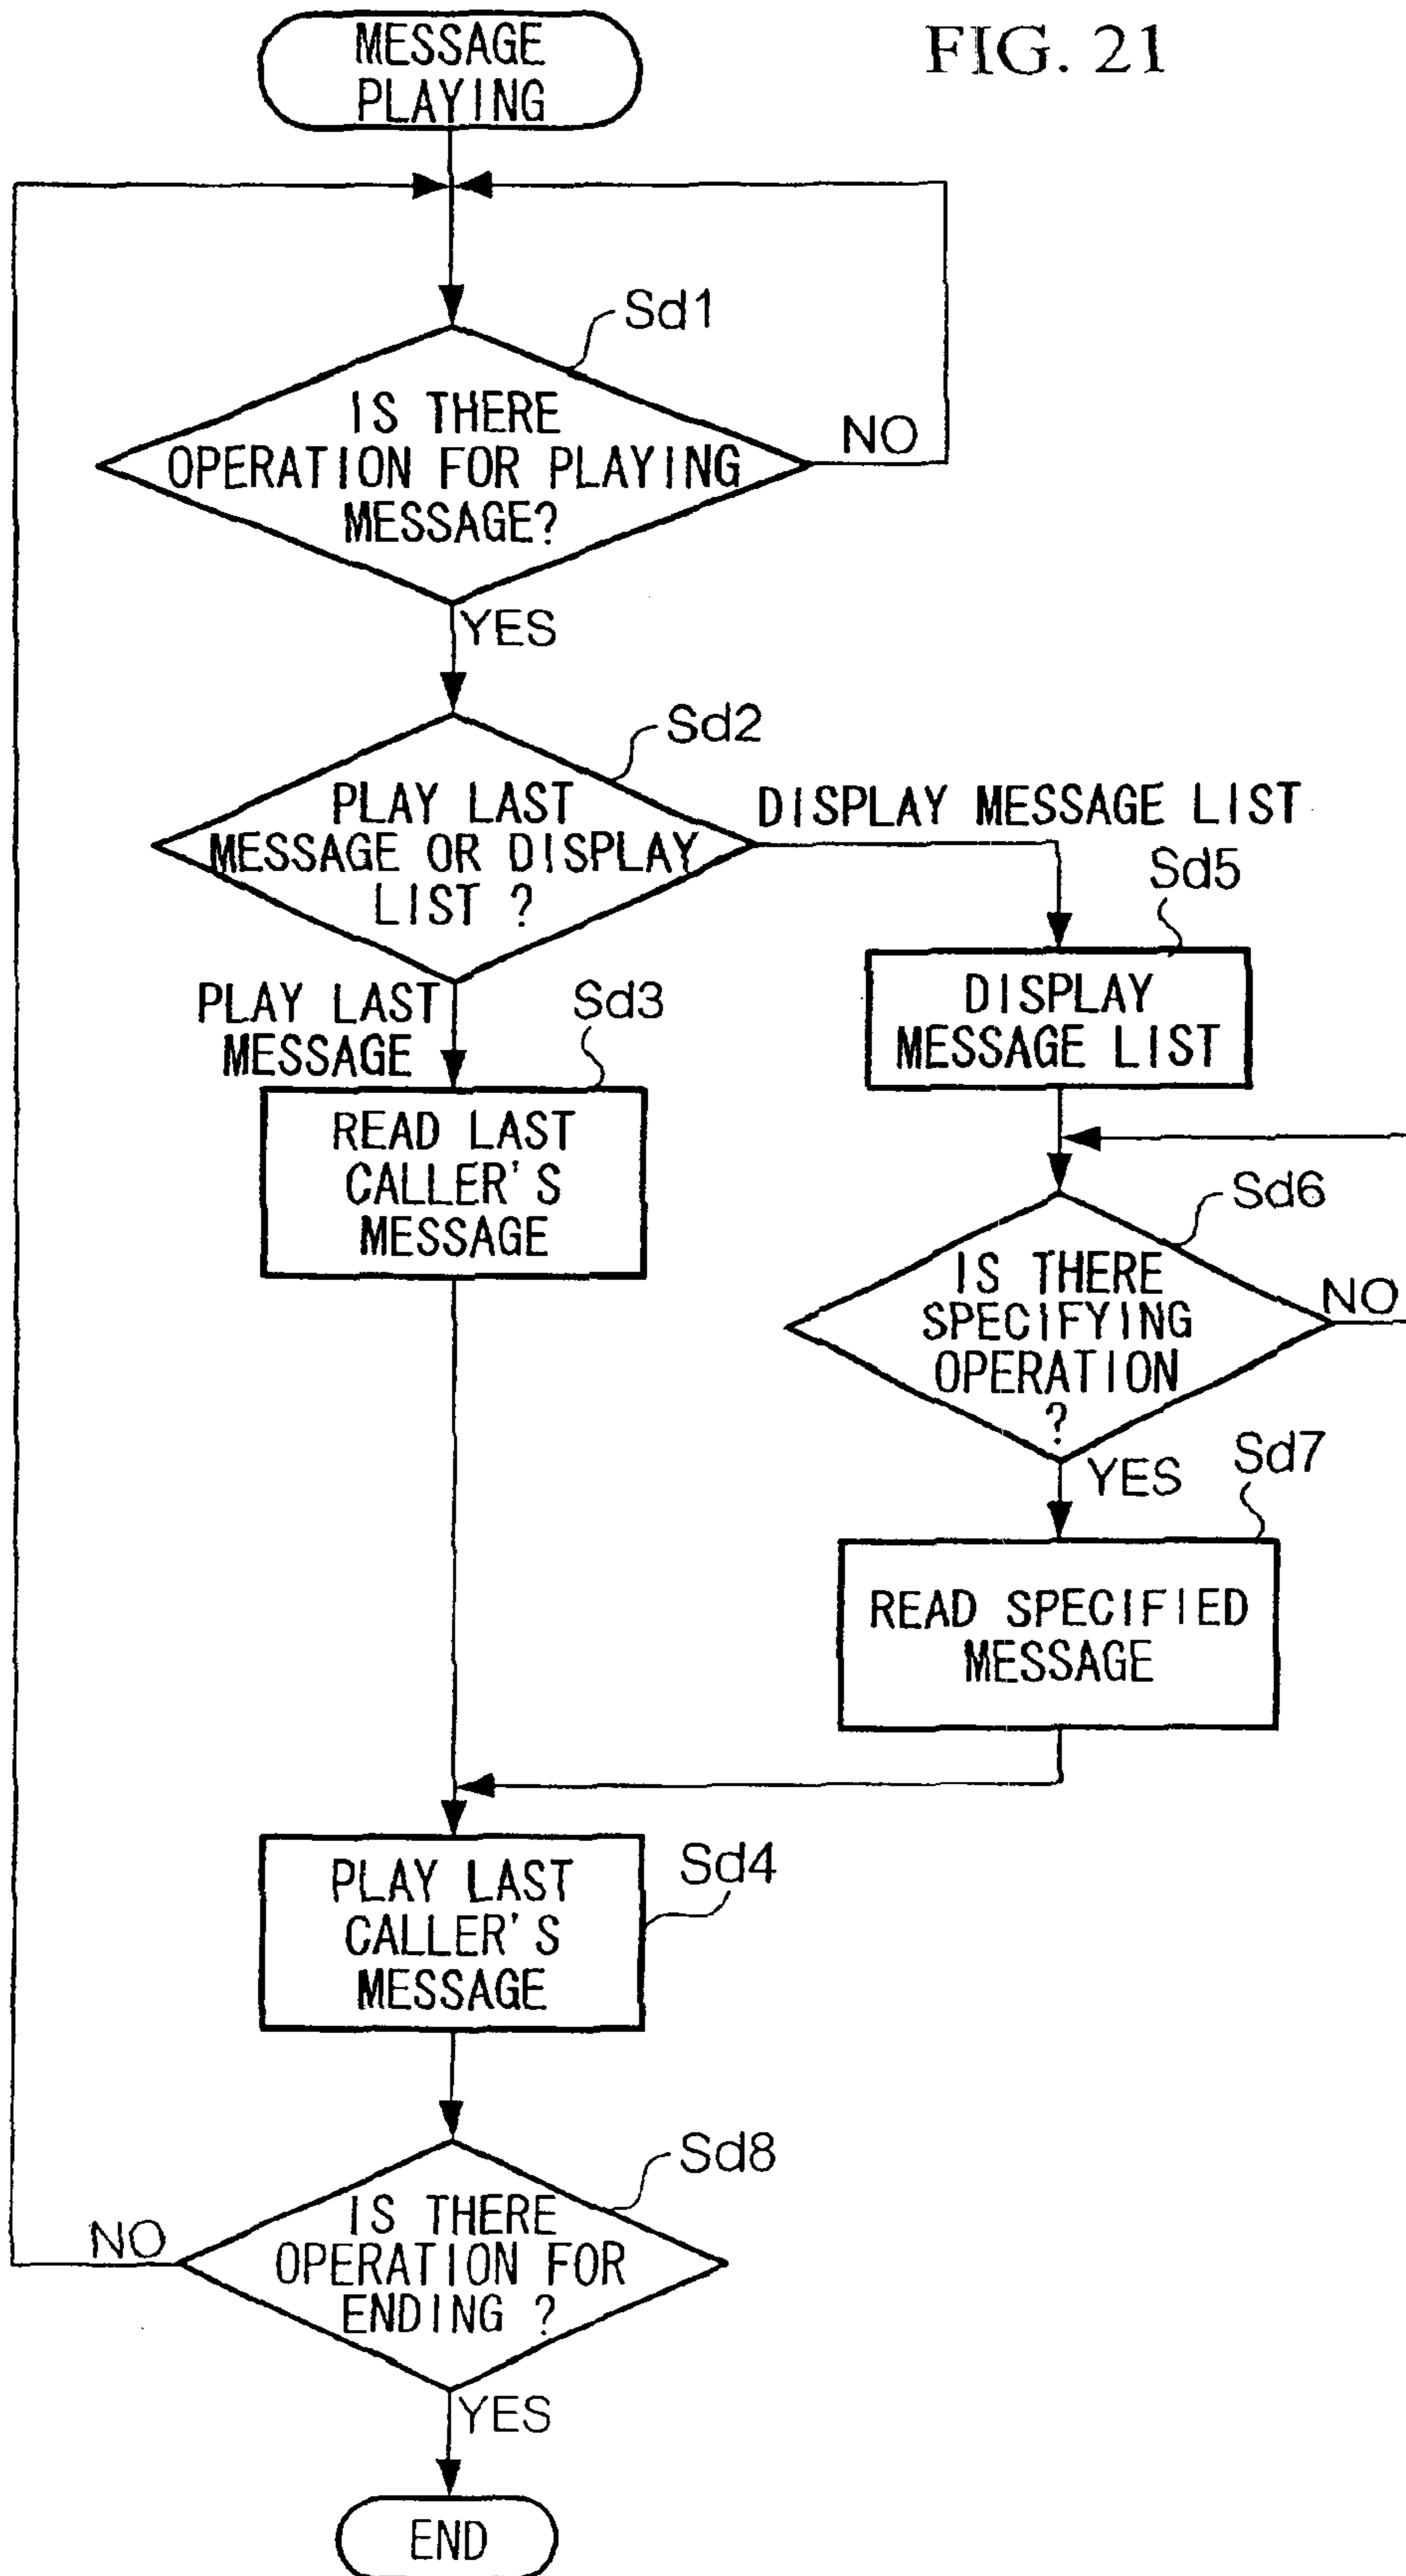 FIG. 21
MESSAGE
PLAYING
Sd1
IS THERE
OPERATION FOR PLAYING
MESSAGE?
NO
YES
Sd2
PLAY LAST
MESSAGE OR DISPLAY
LIST ?
DISPLAY MESSAGE LIST
PLAY LAST
MESSAGE
Sd3
READ LAST
CALLER'S
MESSAGE
Sd5
DISPLAY
MESSAGE LIST
Sd6
IS THERE
SPECIFYING
OPERATION
?
NO
YES
Sd7
READ SPECIFIED
MESSAGE
PLAY LAST
CALLER'S
MESSAGE
Sd4
Sd8
IS THERE
OPERATION FOR
ENDING ?
NO
YES
END